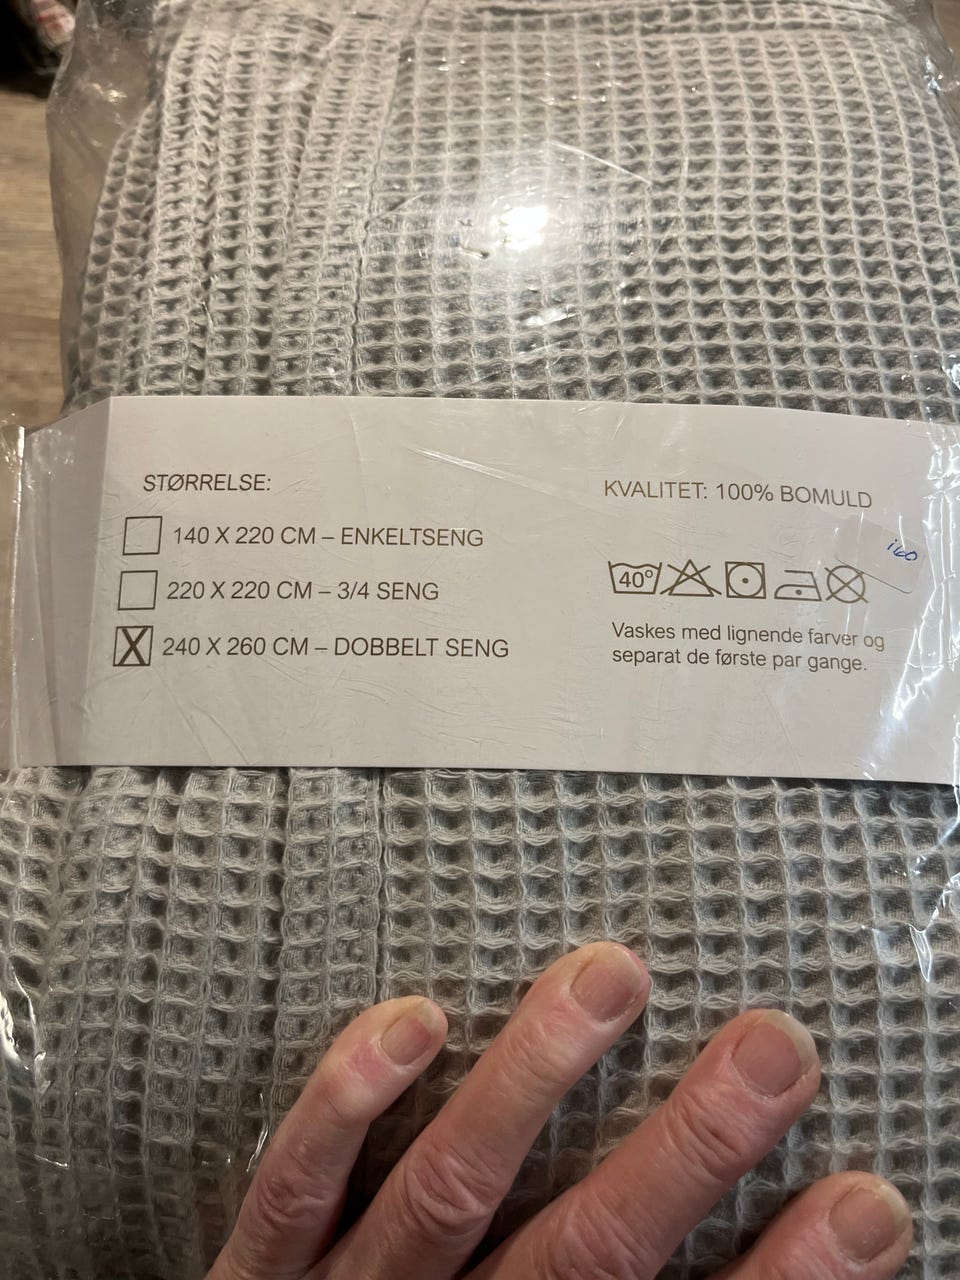 STØRRELSE:
140 X 220 CM – ENKELTSENG
220 X 220 CM – 3/4 SENG
X 240 X 260 CM – DOBBELT SENG
KVALITET: 100% BOMULD
40°
Vaskes med lignende farver og
separat de første par gange.